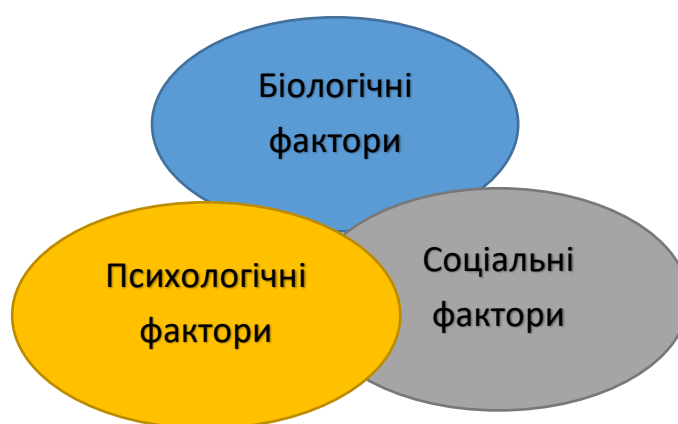 Біологічні
фактори
Психологічні
фактори
Соціальні
фактори